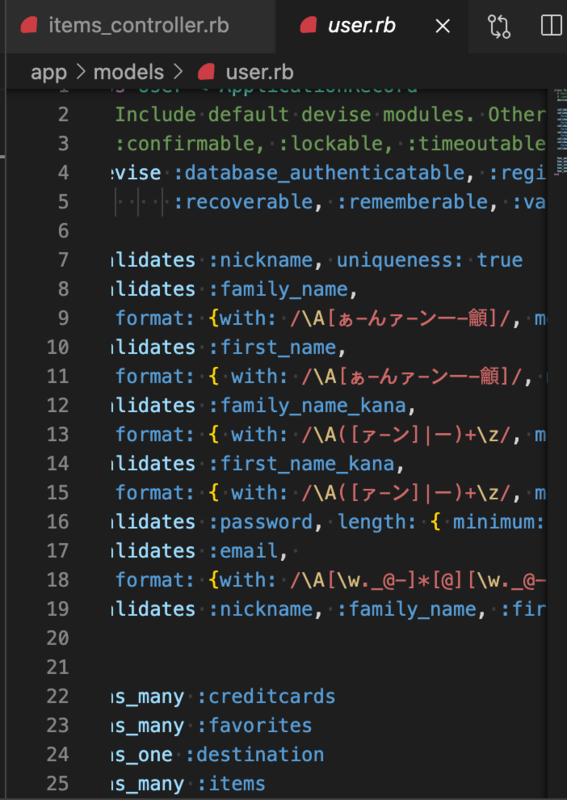 items_controller.rb
user.rb
app > models > user.rb
1 s User < ApplicationRecord
2 Include default devise modules. Other
3 :confirmable, :lockable, :timeoutable
4 evise :database_authenticatable, :regi
5 :recoverable, :rememberable, :va
6
7 alidates :nickname, uniqueness: true
8 alidates :family_name,
9 format: {with: /\A[ぁ-んァ-ン一-龥]/, m
10 alidates :first_name,
11 format: { with: /\A[ぁ-んァ-ン一-龥]/,
12 alidates :family_name_kana,
13 format: { with: /\A([ァ-ン]|ー)+\z/, m
14 alidates :first_name_kana,
15 format: { with: /\A([ァ-ン]|ー)+\z/, m
16 alidates :password, length: { minimum:
17 alidates :email,
18 format: {with: /\A[\w._@-]*[@][\w._@-
19 alidates :nickname, :family_name, :fir
20
21
22 as_many :creditcards
23 as_many :favorites
24 as_one :destination
25 as_many :items